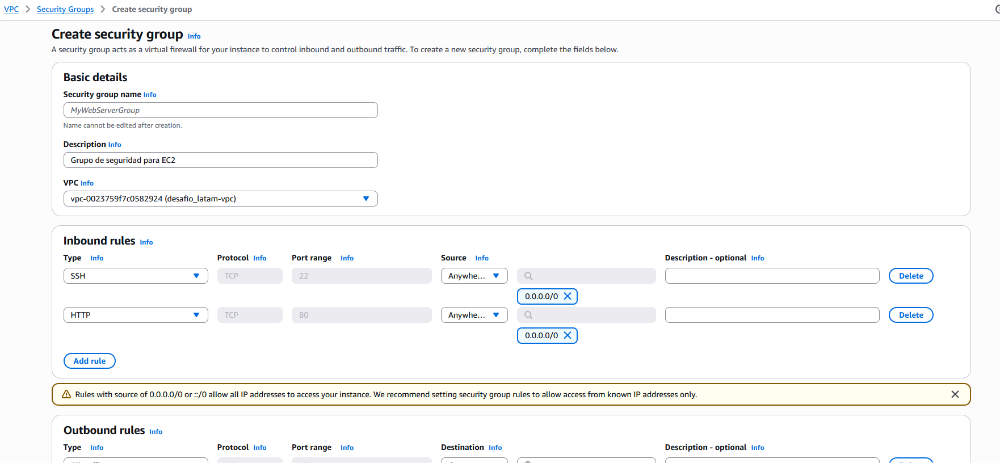 VPC > Security Groups > Create security group
Create security group Info
A security group acts as a virtual firewall for your instance to control inbound and outbound traffic. To create a new security group, complete the fields below.
Basic details
Security group name Info
MyWebServerGroup
Name cannot be edited after creation.
Description Info
Grupo de seguridad para EC2
VPC Info
vpc-0023759f7c0582924 (desafio_latam-vpc)
Inbound rules Info
Type Info Protocol Info Port range Info Source Info Description - optional Info
SSH TCP 22 Anywhe... Delete
0.0.0.0/0
HTTP TCP 80 Anywhe... Delete
0.0.0.0/0
Add rule
Rules with source of 0.0.0.0/0 or ::/0 allow all IP addresses to access your instance. We recommend setting security group rules to allow access from known IP addresses only.
Outbound rules Info
Type Info Protocol Info Port range Info Destination Info Description - optional Info